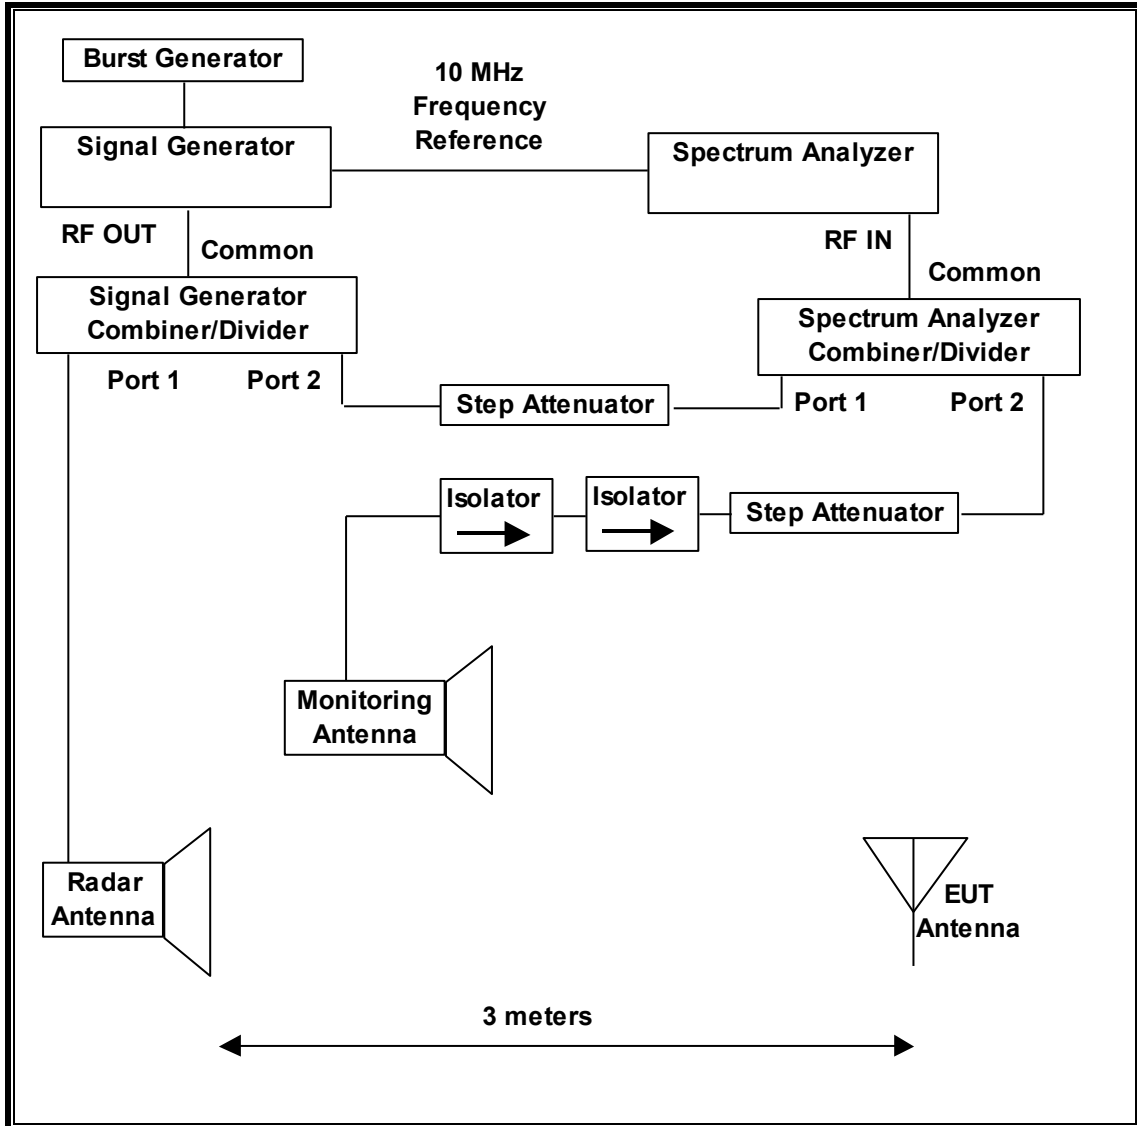 Burst Generator
10 MHz
Frequency
Reference
Signal Generator
Spectrum Analyzer
RF OUT
Common
RF IN
Common
Signal Generator
Combiner/Divider
Spectrum Analyzer
Combiner/Divider
Port 1
Port 2
Step Attenuator
Port 1
Port 2
Isolator
Isolator
Step Attenuator
Monitoring
Antenna
Radar
Antenna
EUT
Antenna
3 meters